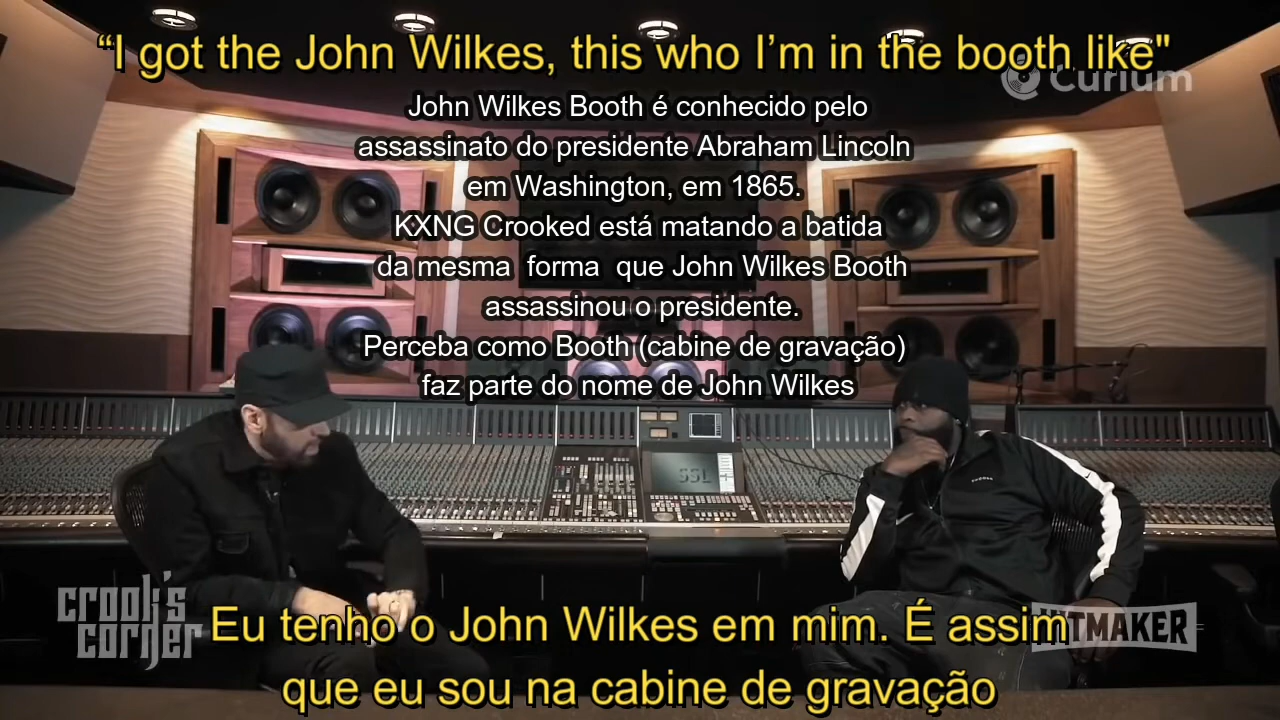 “I got the John Wilkes, this who I’m in the booth like"
Curium
John Wilkes Booth é conhecido pelo
assassinato do presidente Abraham Lincoln
em Washington, em 1865.
KXNG Crooked está matando a batida
da mesma forma que John Wilkes Booth
assassinou o presidente.
Perceba como Booth (cabine de gravação)
faz parte do nome de John Wilkes
SSL
crook's
corner
Eu tenho o John Wilkes em mim. É assim
que eu sou na cabine de gravação